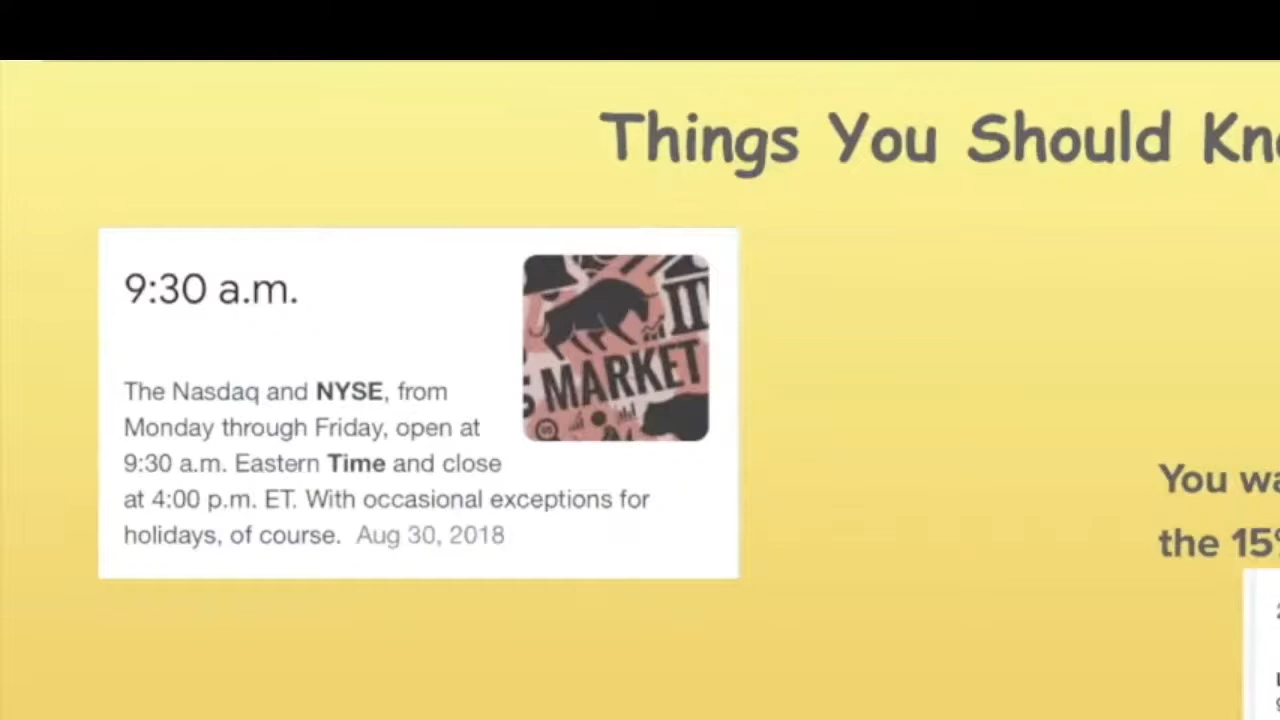 Things You Should
9:30 a.m.
MARKET
The Nasdaq and NYSE, from
Monday through Friday, open at
9:30 a.m. Eastern Time and close
at 4:00 p.m. ET. With occasional exceptions for
holidays, of course. Aug 30, 2018
You
the 15%